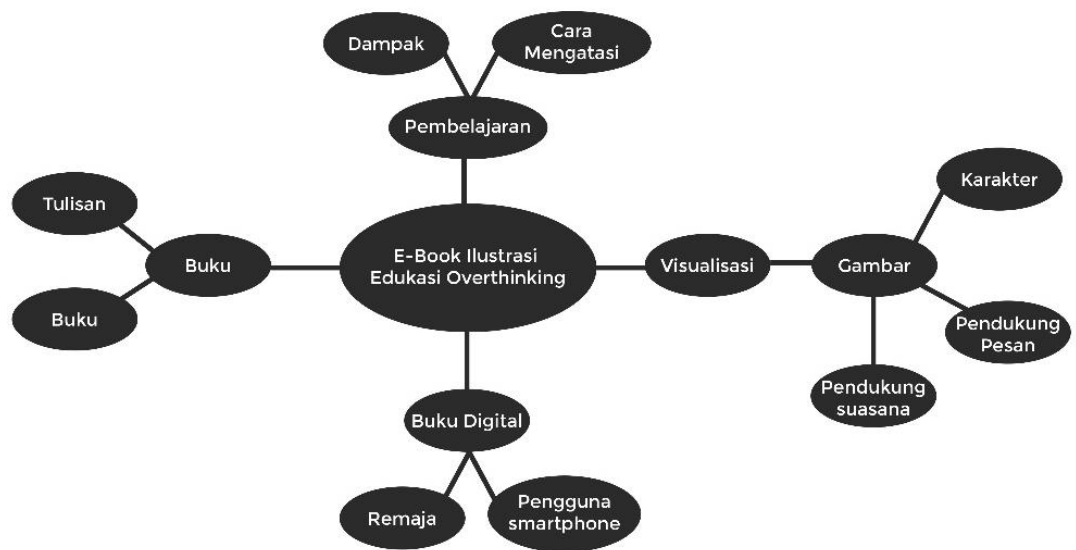 Dampak
Cara
Mengatasi
Pembelajaran
Tulisan
Karakter
Buku
E-Book Ilustrasi
Edukasi Overthinking
Visualisasi
Gambar
Buku
Pendukung
Pesan
Pendukung
suasana
Buku Digital
Remaja
Pengguna
smartphone